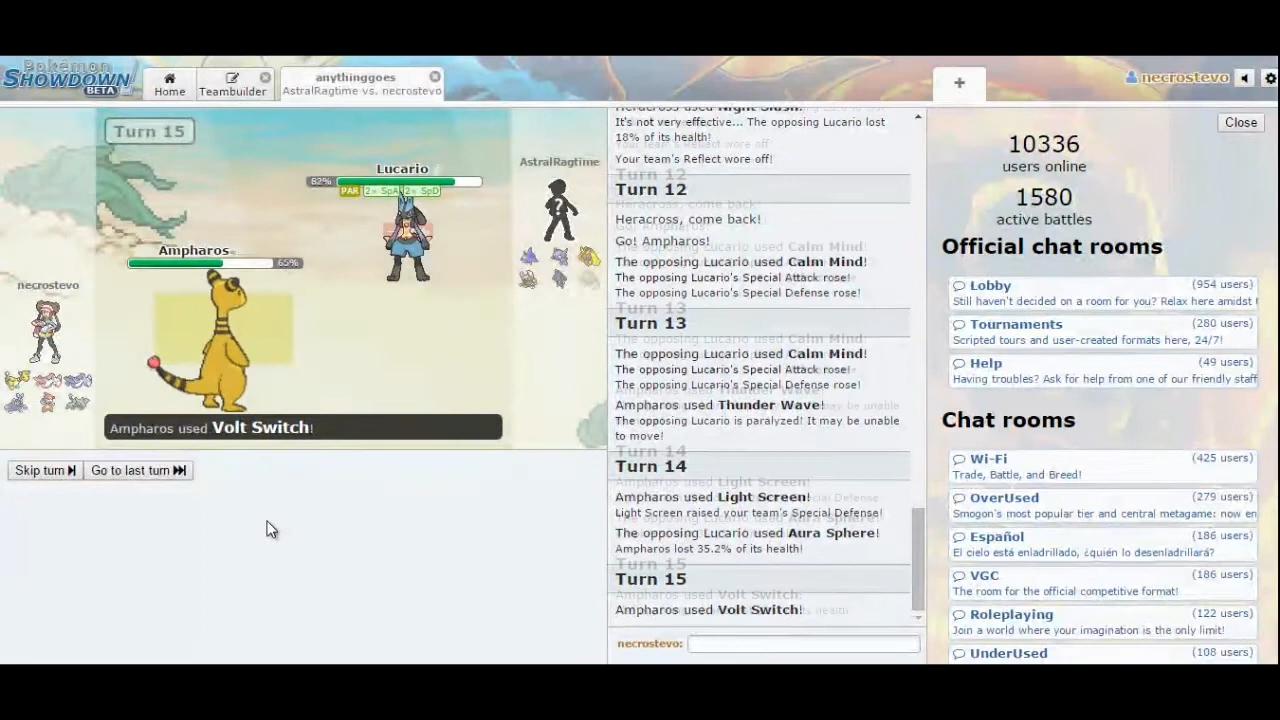 Pokémon
SHOWDOWN
BETA
Home
Teambuilder
anythinggoes
AstralRagtime vs. necrostevo
+
necrostevo
Turn 15
Lucario
82%
PAR 2× SpA 2× SpD
Ampharos
65%
necrostevo
AstralRagtime
Ampharos used Volt Switch!
Skip turn
Go to last turn
Heracross used Night Slash!
It's not very effective... The opposing Lucario lost
18% of its health!
Your team's Reflect wore off!
Turn 12
Heracross, come back!
Go! Ampharos!
The opposing Lucario used Calm Mind!
The opposing Lucario's Special Attack rose!
The opposing Lucario's Special Defense rose!
Turn 13
The opposing Lucario used Calm Mind!
The opposing Lucario's Special Attack rose!
The opposing Lucario's Special Defense rose!
Ampharos used Thunder Wave!
The opposing Lucario is paralyzed! It may be unable
to move!
Turn 14
Ampharos used Light Screen!
Light Screen raised your team's Special Defense!
The opposing Lucario used Aura Sphere!
Ampharos lost 35.2% of its health!
Turn 15
Ampharos used Volt Switch!
necrostevo:
Close
10336
users online
1580
active battles
Official chat rooms
Lobby (954 users)
Still haven't decided on a room for you? Relax here amidst t
Tournaments (280 users)
Scripted tours and user-created formats here, 24/7!
Help (49 users)
Having troubles? Ask for help from one of our friendly staff
Chat rooms
Wi-Fi (425 users)
Trade, Battle, and Breed!
OverUsed (279 users)
Smogon's most popular tier and central metagame: now en
Español (186 users)
El cielo está enladrillado, ¿quién lo desenladrillará?
VGC (186 users)
The room for the official competitive format!
Roleplaying (122 users)
Join a world where your imagination is the only limit!
UnderUsed (108 users)